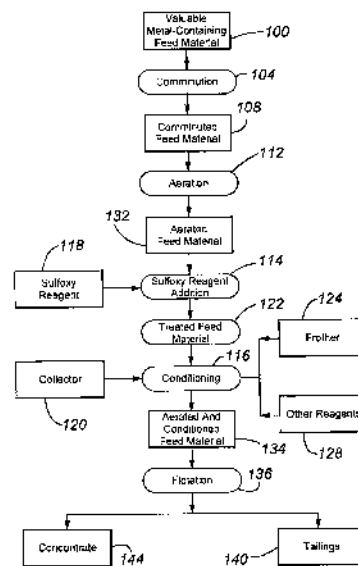 Valuable
Metal-Containing
Feed Material
100
Comminution
104
Comminuted
Feed Material
108
Aeration
112
132
Aerated
Feed Material
118
Sulfoxy
Reagent
Sulfoxy Reagent
Addition
114
122
Treated Feed
Material
124
Frother
116
Collector
120
Conditioning
Other Reagents
128
Aerated And
Conditioned
Feed Material
134
Flotation
136
Concentrate
144
Tailings
140